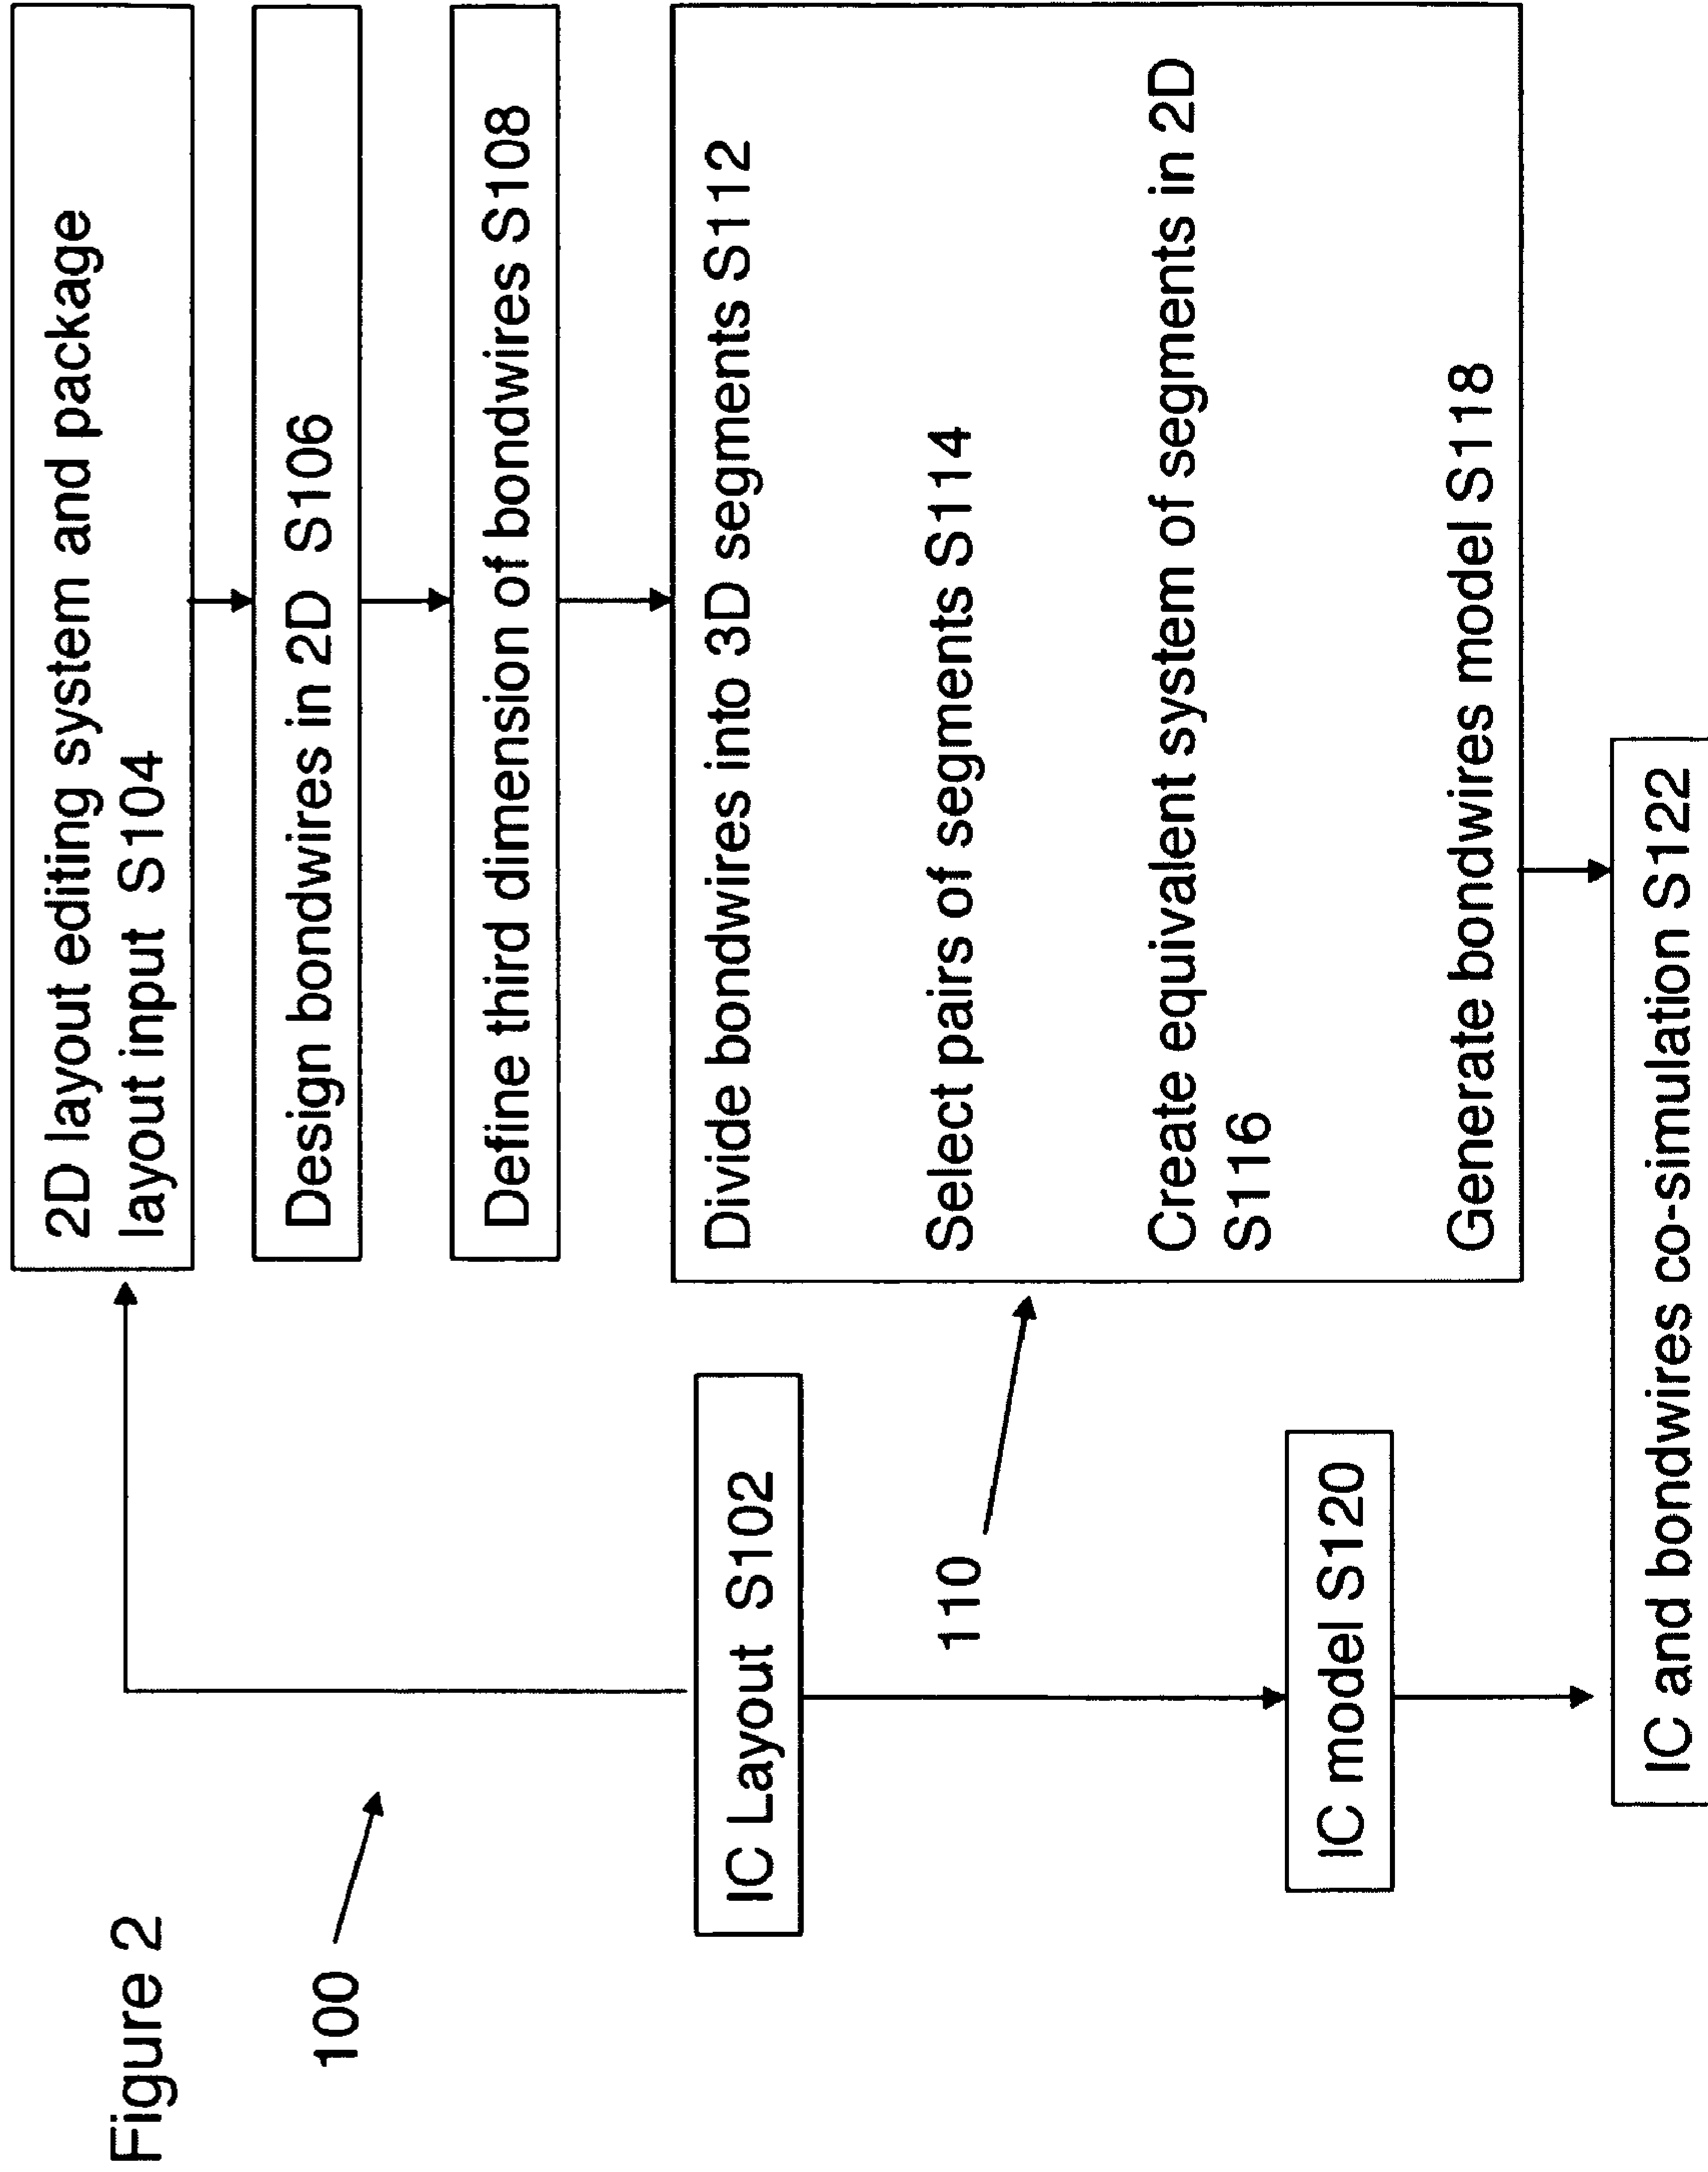 Figure 2
100
2D layout editing system and package
layout input S104
Design bondwires in 2D S106
Define third dimension of bondwires S108
IC Layout S102
110
Divide bondwires into 3D segments S112
Select pairs of segments S114
Create equivalent system of segments in 2D
S116
Generate bondwires model S118
IC model S120
IC and bondwires co-simulation S122